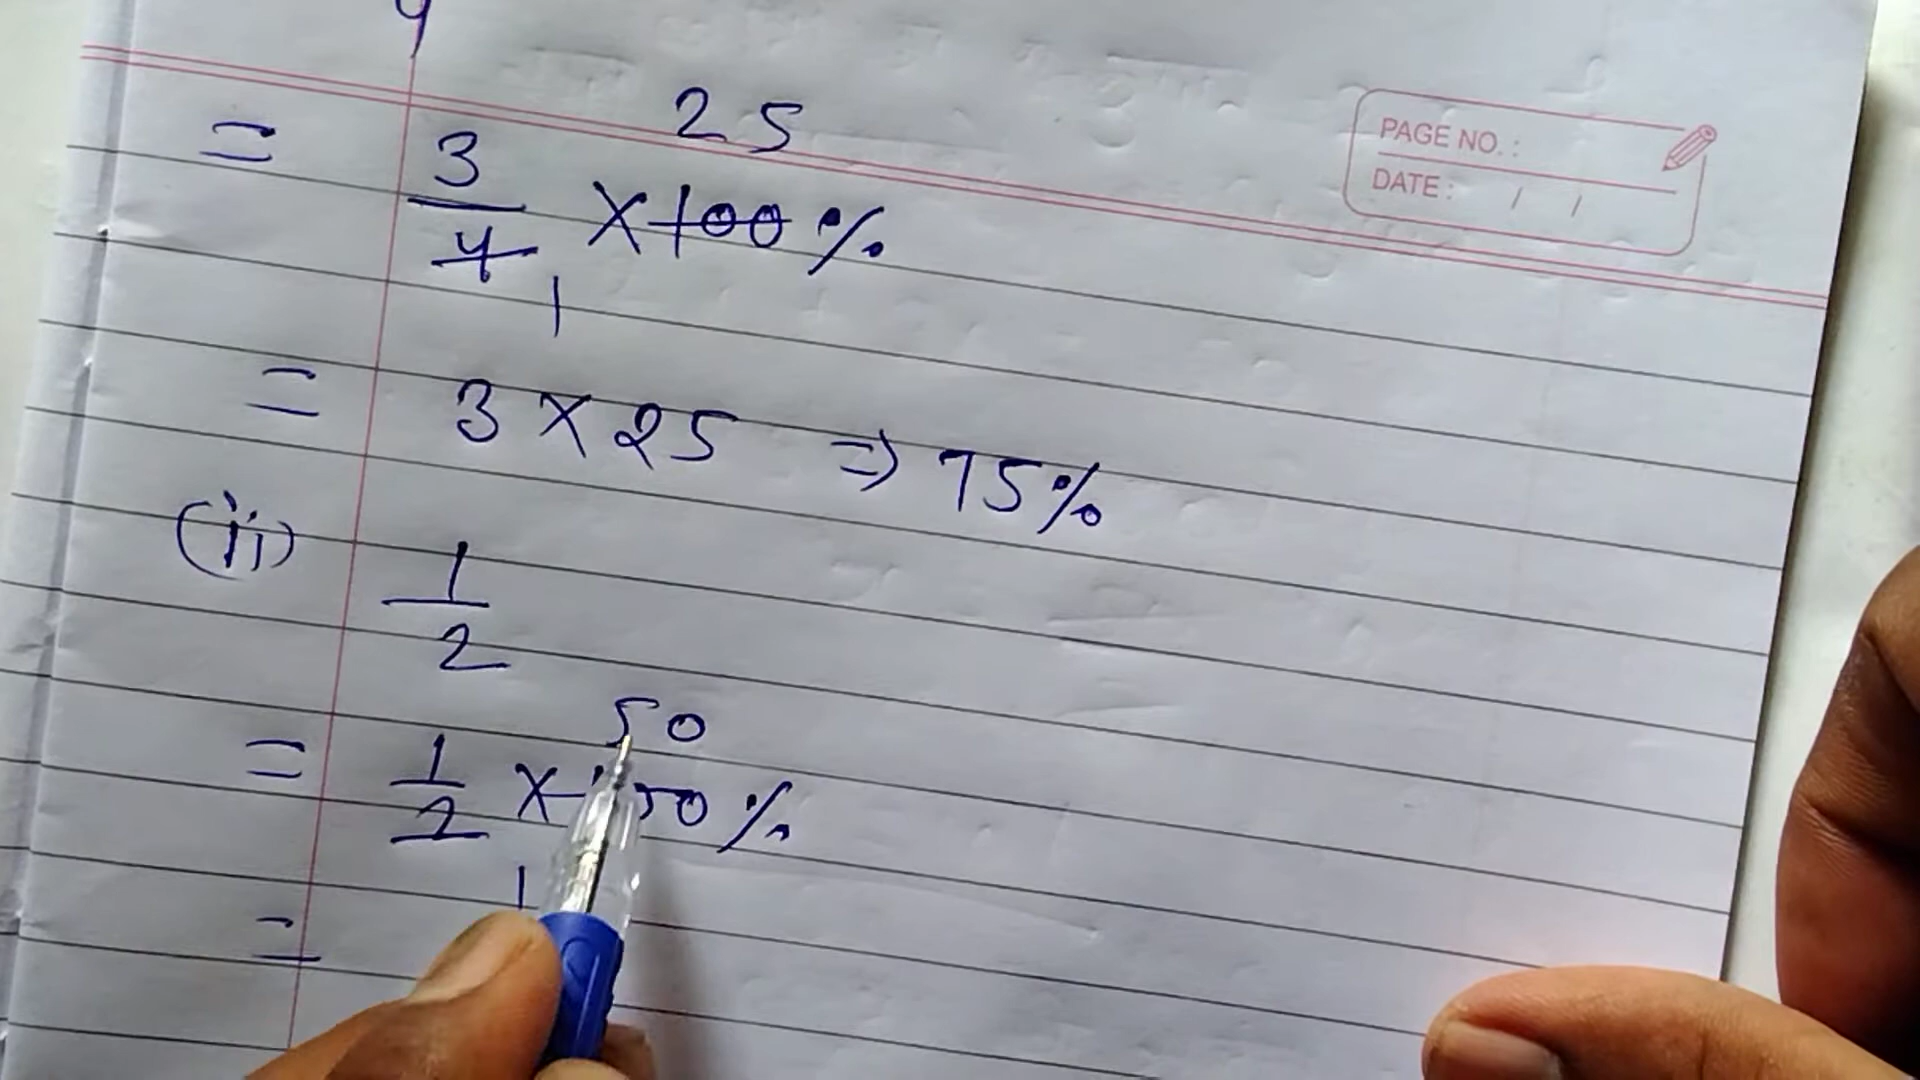 4
25
= 3/4 × 100 %
1
PAGE NO. :
DATE : / /
= 3 × 25 ⇒ 75%
(ii) 1/2
50
= 1/2 × 100 %
1
=